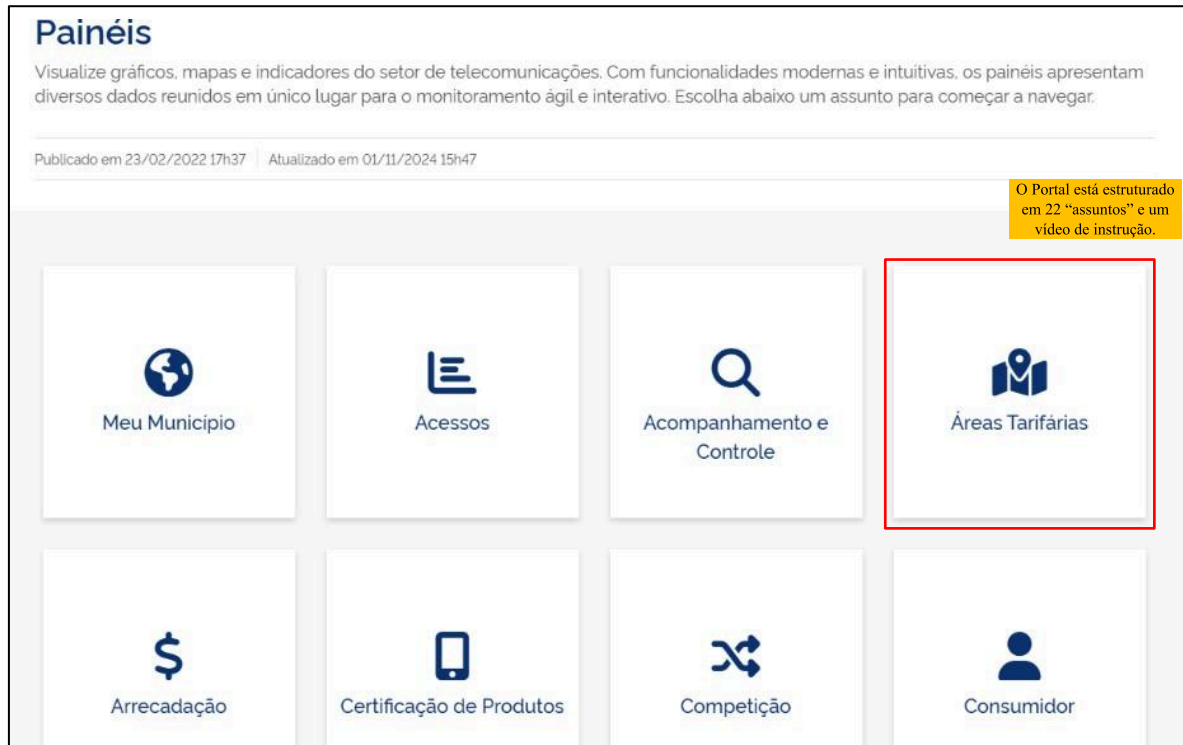 Painéis
Visualize gráficos, mapas e indicadores do setor de telecomunicações. Com funcionalidades modernas e intuitivas, os painéis apresentam
diversos dados reunidos em único lugar para o monitoramento ágil e interativo. Escolha abaixo um assunto para começar a navegar.
Publicado em 23/02/2022 17h37 Atualizado em 01/11/2024 15h47
O Portal está estruturado
em 22 “assuntos” e um
vídeo de instrução.
Meu Município
Acessos
Acompanhamento e
Controle
Áreas Tarifárias
Arrecadação
Certificação de Produtos
Competição
Consumidor